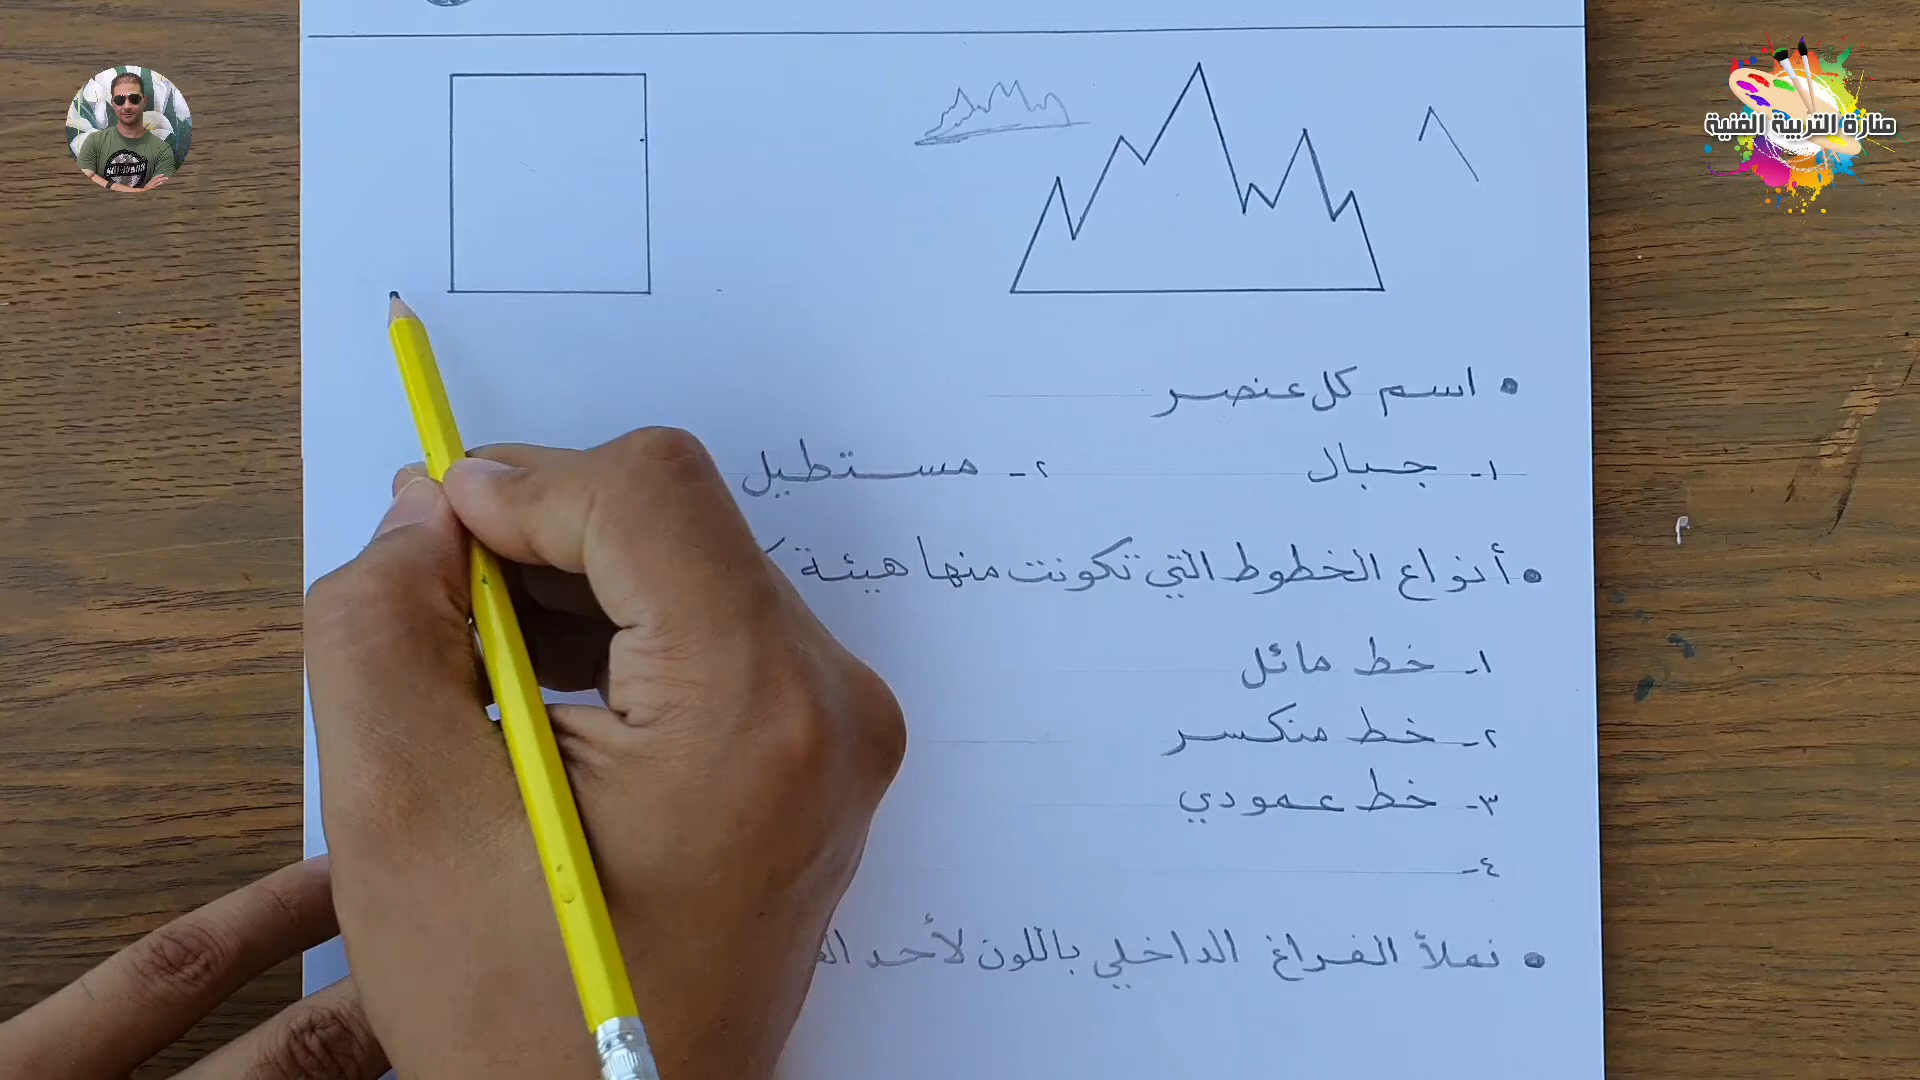 منارة التربية الفنية
• اسم كل عنصر
١- جبال ٢- مستطيل
• أنواع الخطوط التي تكونت منها هيئة
١- خط مائل
٢- خط منكسر
٣- خط عمودي
٤-
• نملأ الفراغ الداخلي باللون لأحد